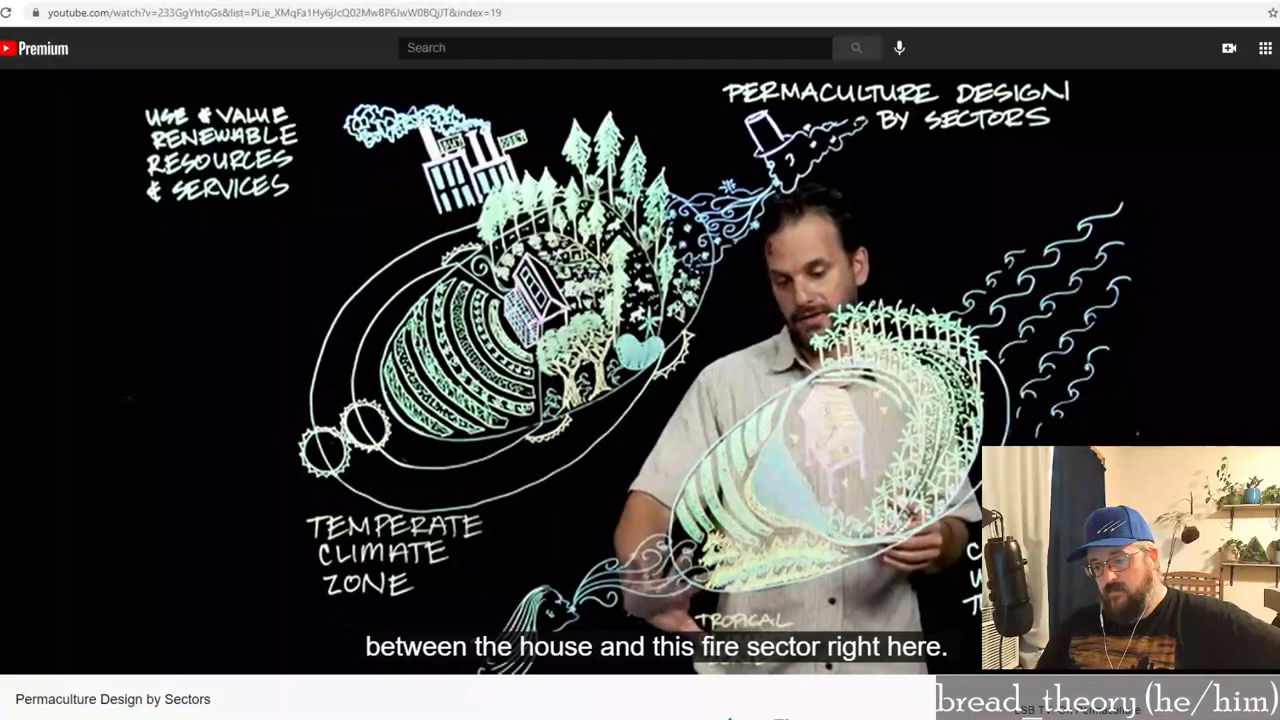 youtube.com/watch?v=233GgYhtoGs&list=PLie_XMqFa1Hy6jJcQ02MwBP6JwW0BQjJT&index=19
Premium
Search
USE & VALUE
RENEWABLE
RESOURCES
& SERVICES
PERMACULTURE DESIGN
BY SECTORS
TEMPERATE
CLIMATE
ZONE
TROPICAL
between the house and this fire sector right here.
Permaculture Design by Sectors
bread_theory (he/him)